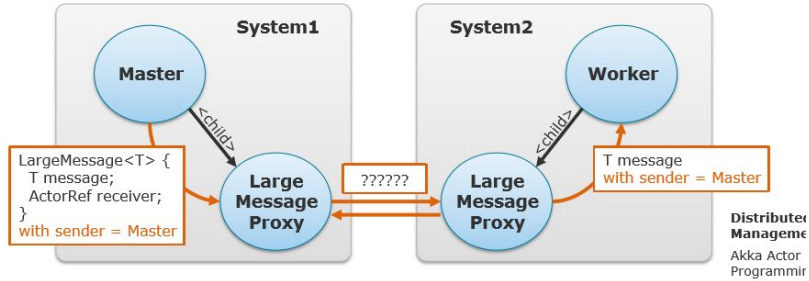 System1
System2
Master
Worker
<child>
<child>
LargeMessage<T> {
T message;
ActorRef receiver;
}
with sender = Master
Large
Message
Proxy
??????
Large
Message
Proxy
T message
with sender = Master
Distributed
Akka Actor